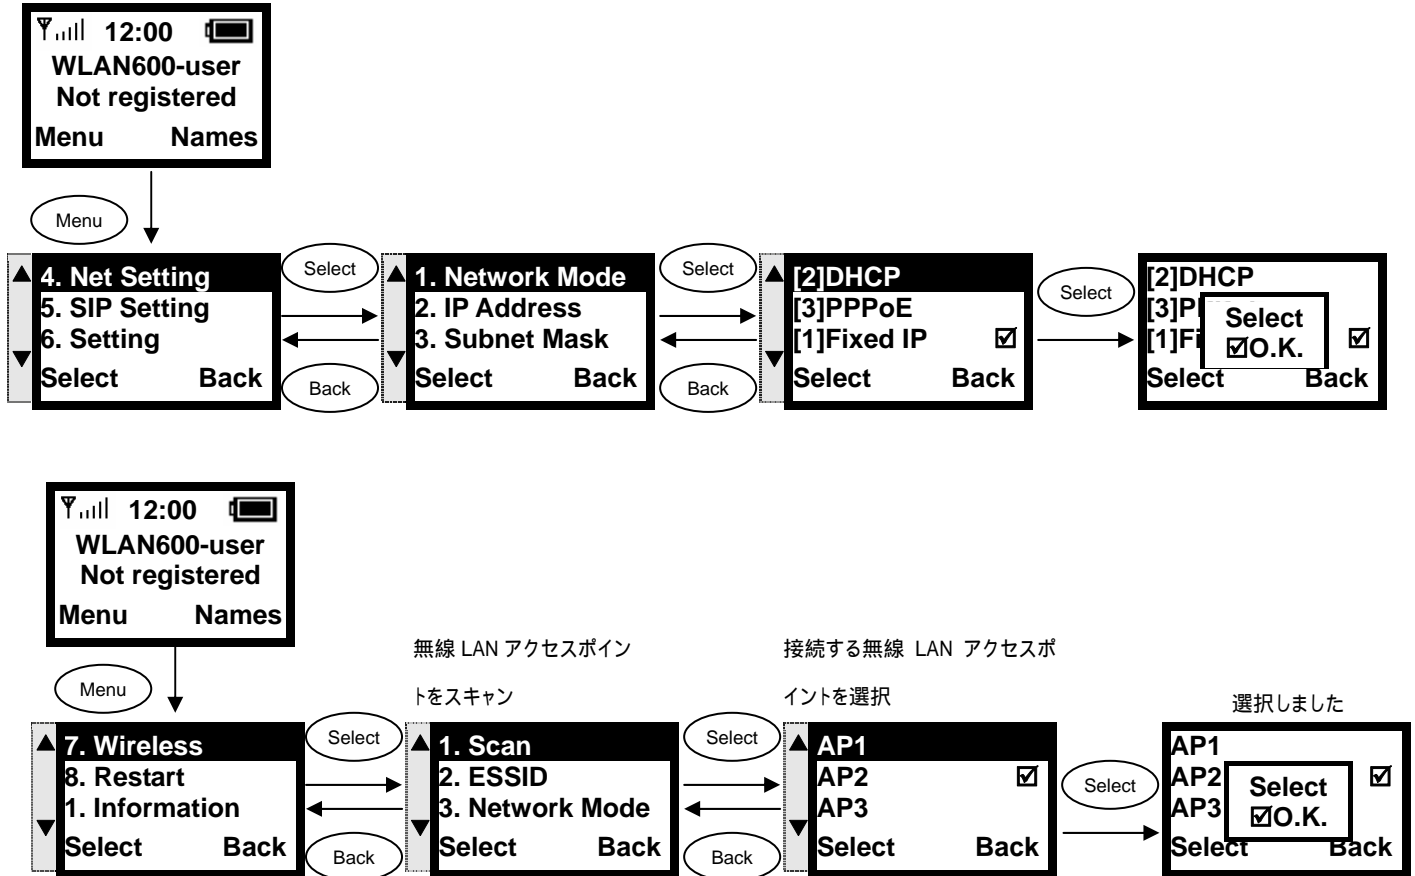 12:00
WLAN600-user
Not registered
Menu Names
Menu
4. Net Setting
5. SIP Setting
6. Setting
Select Back
Select
Back
1. Network Mode
2. IP Address
3. Subnet Mask
Select Back
Select
Back
[2]DHCP
[3]PPPoE
[1]Fixed IP ☑
Select Back
Select
[2]DHCP
[3]P
[1]Fi ☑
Select
☑O.K.
Select Back
12:00
WLAN600-user
Not registered
Menu Names
Menu
7. Wireless
8. Restart
1. Information
Select Back
Select
Back
無線 LAN アクセスポイン
トをスキャン
1. Scan
2. ESSID
3. Network Mode
Select Back
Select
Back
接続する無線 LAN アクセスポ
イントを選択
AP1
AP2 ☑
AP3
Select Back
Select
選択しました
AP1
AP2 ☑
AP3
Select
☑O.K.
Select Back